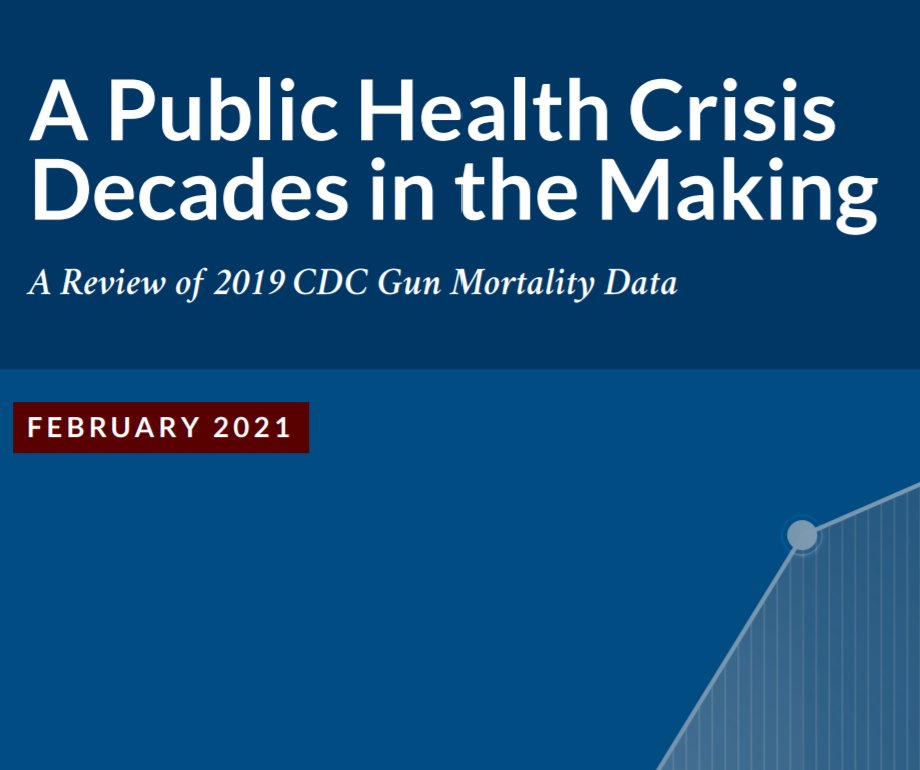 A Public Health Crisis
Decades in the Making
A Review of 2019 CDC Gun Mortality Data
FEBRUARY 2021